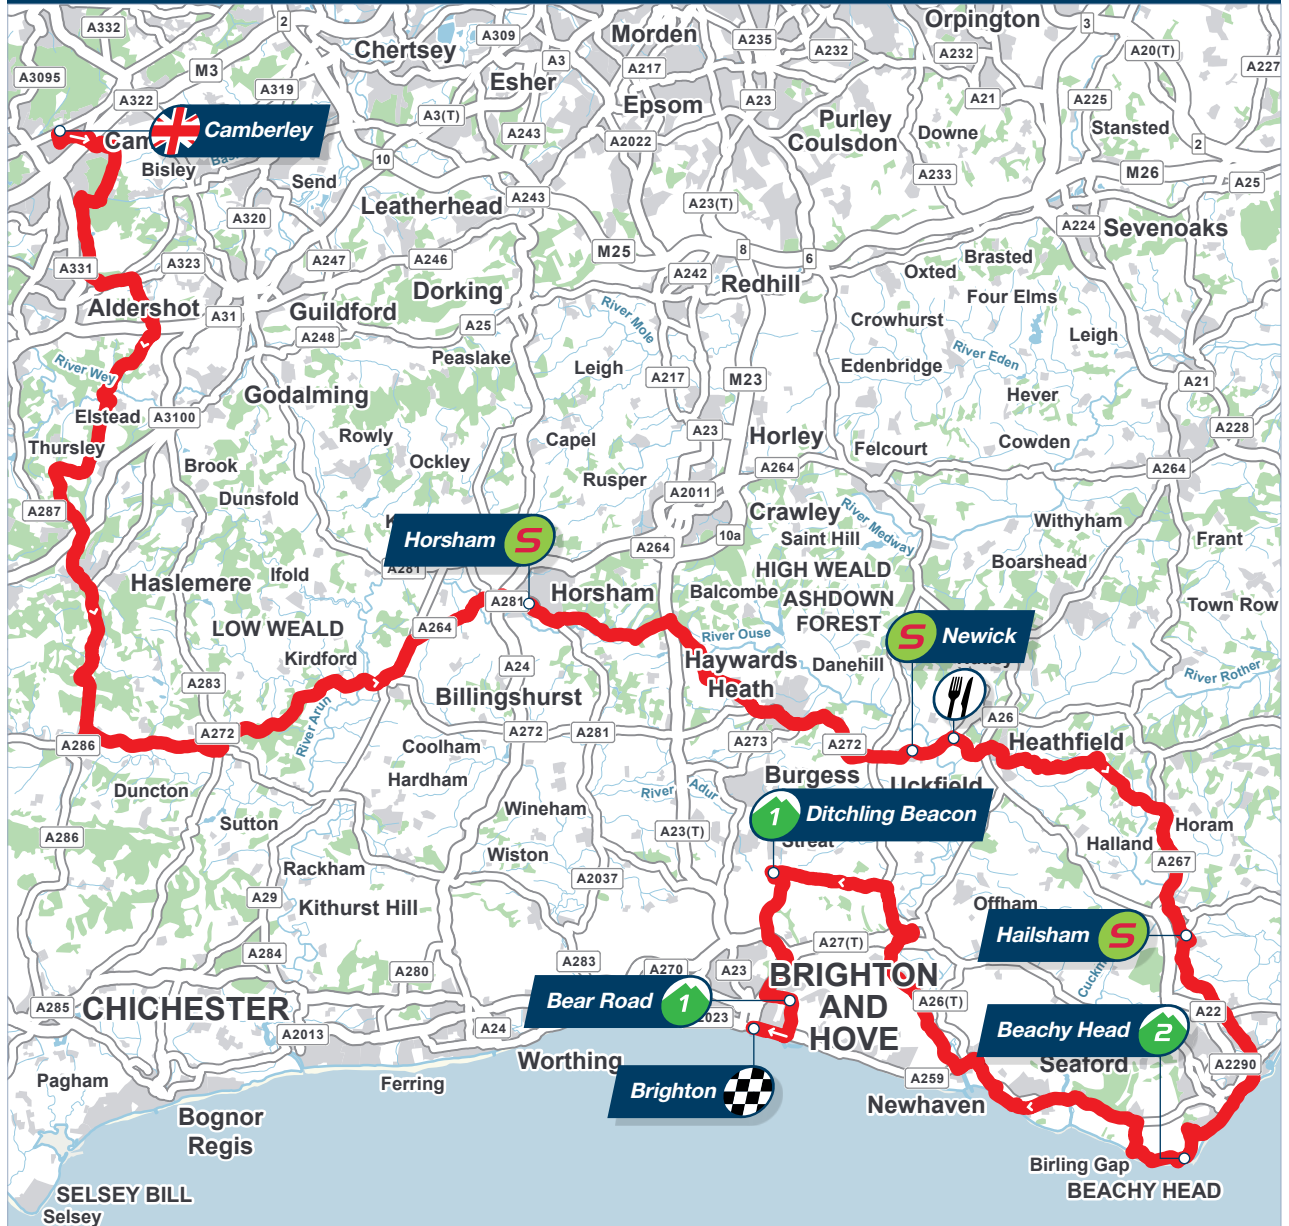 A332
2
Chertsey
A309
Morden
A235
A232
Orpington
3
A232
A20(T)
A3095
M3
A3
A217
A227
A322
A319
Esher
Epsom
A23
A21
A225
Camberley
A3(T)
A243
A2022
Purley
Coulsdon
Downe
Stansted
2
Bisley
10
Send
A233
M26
A25
A320
Leatherhead
A243
A23(T)
A224
Sevenoaks
A331
A323
A247
A246
M25
8
6
A242
Redhill
Oxted
Brasted
Four Elms
Aldershot
A31
Guildford
Dorking
River Mole
Crowhurst
Leigh
A248
A25
Peaslake
Leigh
River Eden
Edenbridge
River Wey
A217
M23
A21
Godalming
Hever
Elstead
A3100
Rowly
Capel
A23
Horley
Felcourt
Cowden
A228
Thursley
Brook
Ockley
Rusper
A264
A264
Dunsfold
A2011
Crawley
River Medway
A287
Horsham
S
A264
10a
Saint Hill
Withyham
Frant
Boarshead
Haslemere
Ifold
A281
HIGH WEALD
ASHDOWN
FOREST
A281
Horsham
Balcombe
Town Row
LOW WEALD
A264
River Ouse
S
Newick
Kirdford
A24
Haywards
Heath
Danehill
River Rother
A283
Billingshurst
River Arun
A26
A286
A272
Coolham
A272
A281
A273
A272
Heathfield
Duncton
Hardham
Burgess
Uckfield
River Adur
1
Ditchling Beacon
Streat
Wineham
A286
Sutton
A23(T)
Halland
Horam
Rackham
Wiston
A267
A2037
A29
Kithurst Hill
Offham
Hailsham
S
A284
A280
A283
A270
A23
A27(T)
BRIGHTON
AND
HOVE
A285
CHICHESTER
Bear Road
1
A26(T)
A22
A2013
A24
Beachy Head
2
Worthing
Seaford
A2290
Pagham
Ferring
Brighton
A259
Newhaven
Bognor
Regis
Birling Gap
BEACHY HEAD
SELSEY BILL
Selsey